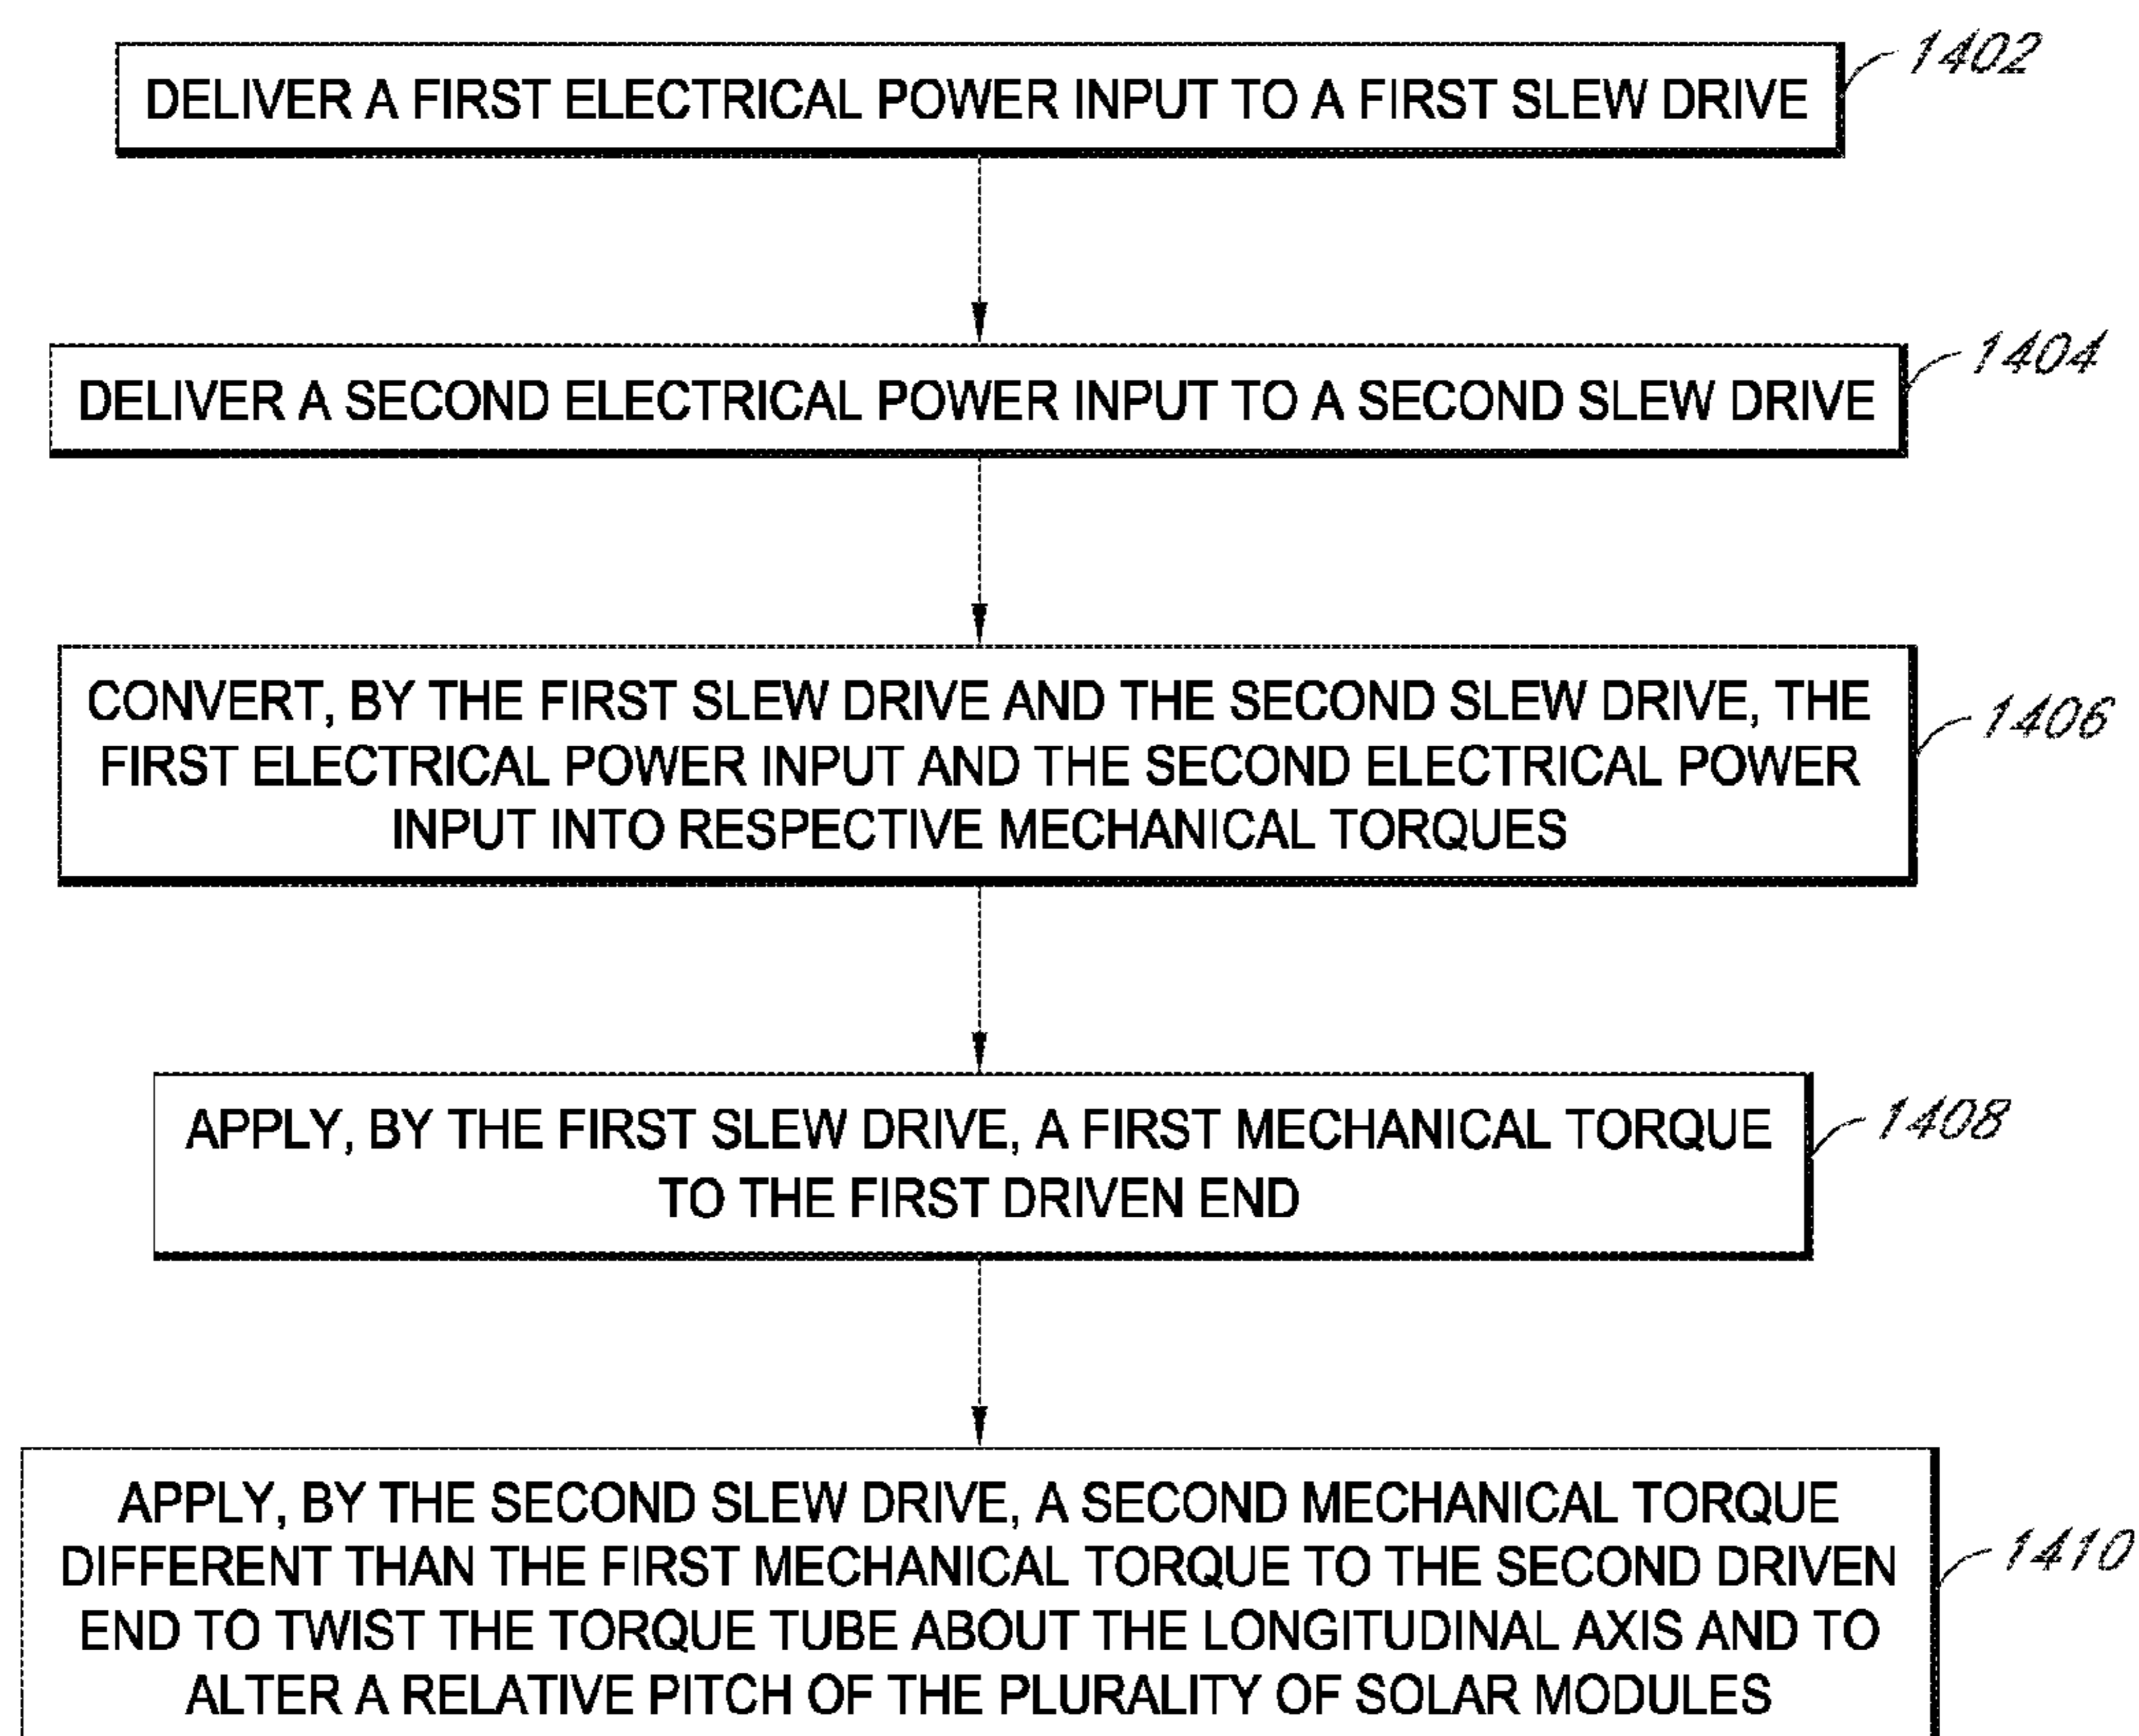 DELIVER A FIRST ELECTRICAL POWER INPUT TO A FIRST SLEW DRIVE
1402
DELIVER A SECOND ELECTRICAL POWER INPUT TO A SECOND SLEW DRIVE
1404
CONVERT, BY THE FIRST SLEW DRIVE AND THE SECOND SLEW DRIVE, THE
FIRST ELECTRICAL POWER INPUT AND THE SECOND ELECTRICAL POWER
INPUT INTO RESPECTIVE MECHANICAL TORQUES
1406
APPLY, BY THE FIRST SLEW DRIVE, A FIRST MECHANICAL TORQUE
TO THE FIRST DRIVEN END
1408
APPLY, BY THE SECOND SLEW DRIVE, A SECOND MECHANICAL TORQUE
DIFFERENT THAN THE FIRST MECHANICAL TORQUE TO THE SECOND DRIVEN
END TO TWIST THE TORQUE TUBE ABOUT THE LONGITUDINAL AXIS AND TO
ALTER A RELATIVE PITCH OF THE PLURALITY OF SOLAR MODULES
1410